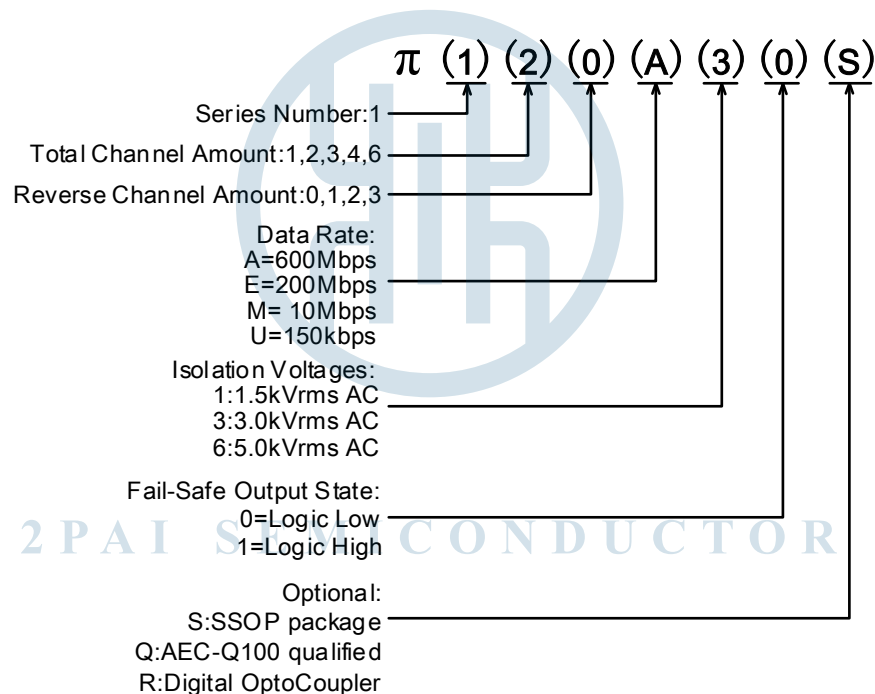 π (1) (2) (0) (A) (3) (0) (S)
Series Number:1
Total Channel Amount:1,2,3,4,6
Reverse Channel Amount:0,1,2,3
Data Rate:
A=600Mbps
E=200Mbps
M= 10Mbps
U=150kbps
Isolation Voltages:
1:1.5kVrms AC
3:3.0kVrms AC
6:5.0kVrms AC
Fail-Safe Output State:
0=Logic Low
2PAI SEMICONDUCTOR
1=Logic High
Optional:
S:SSOP package
Q:AEC-Q100 qualified
R:Digital OptoCoupler